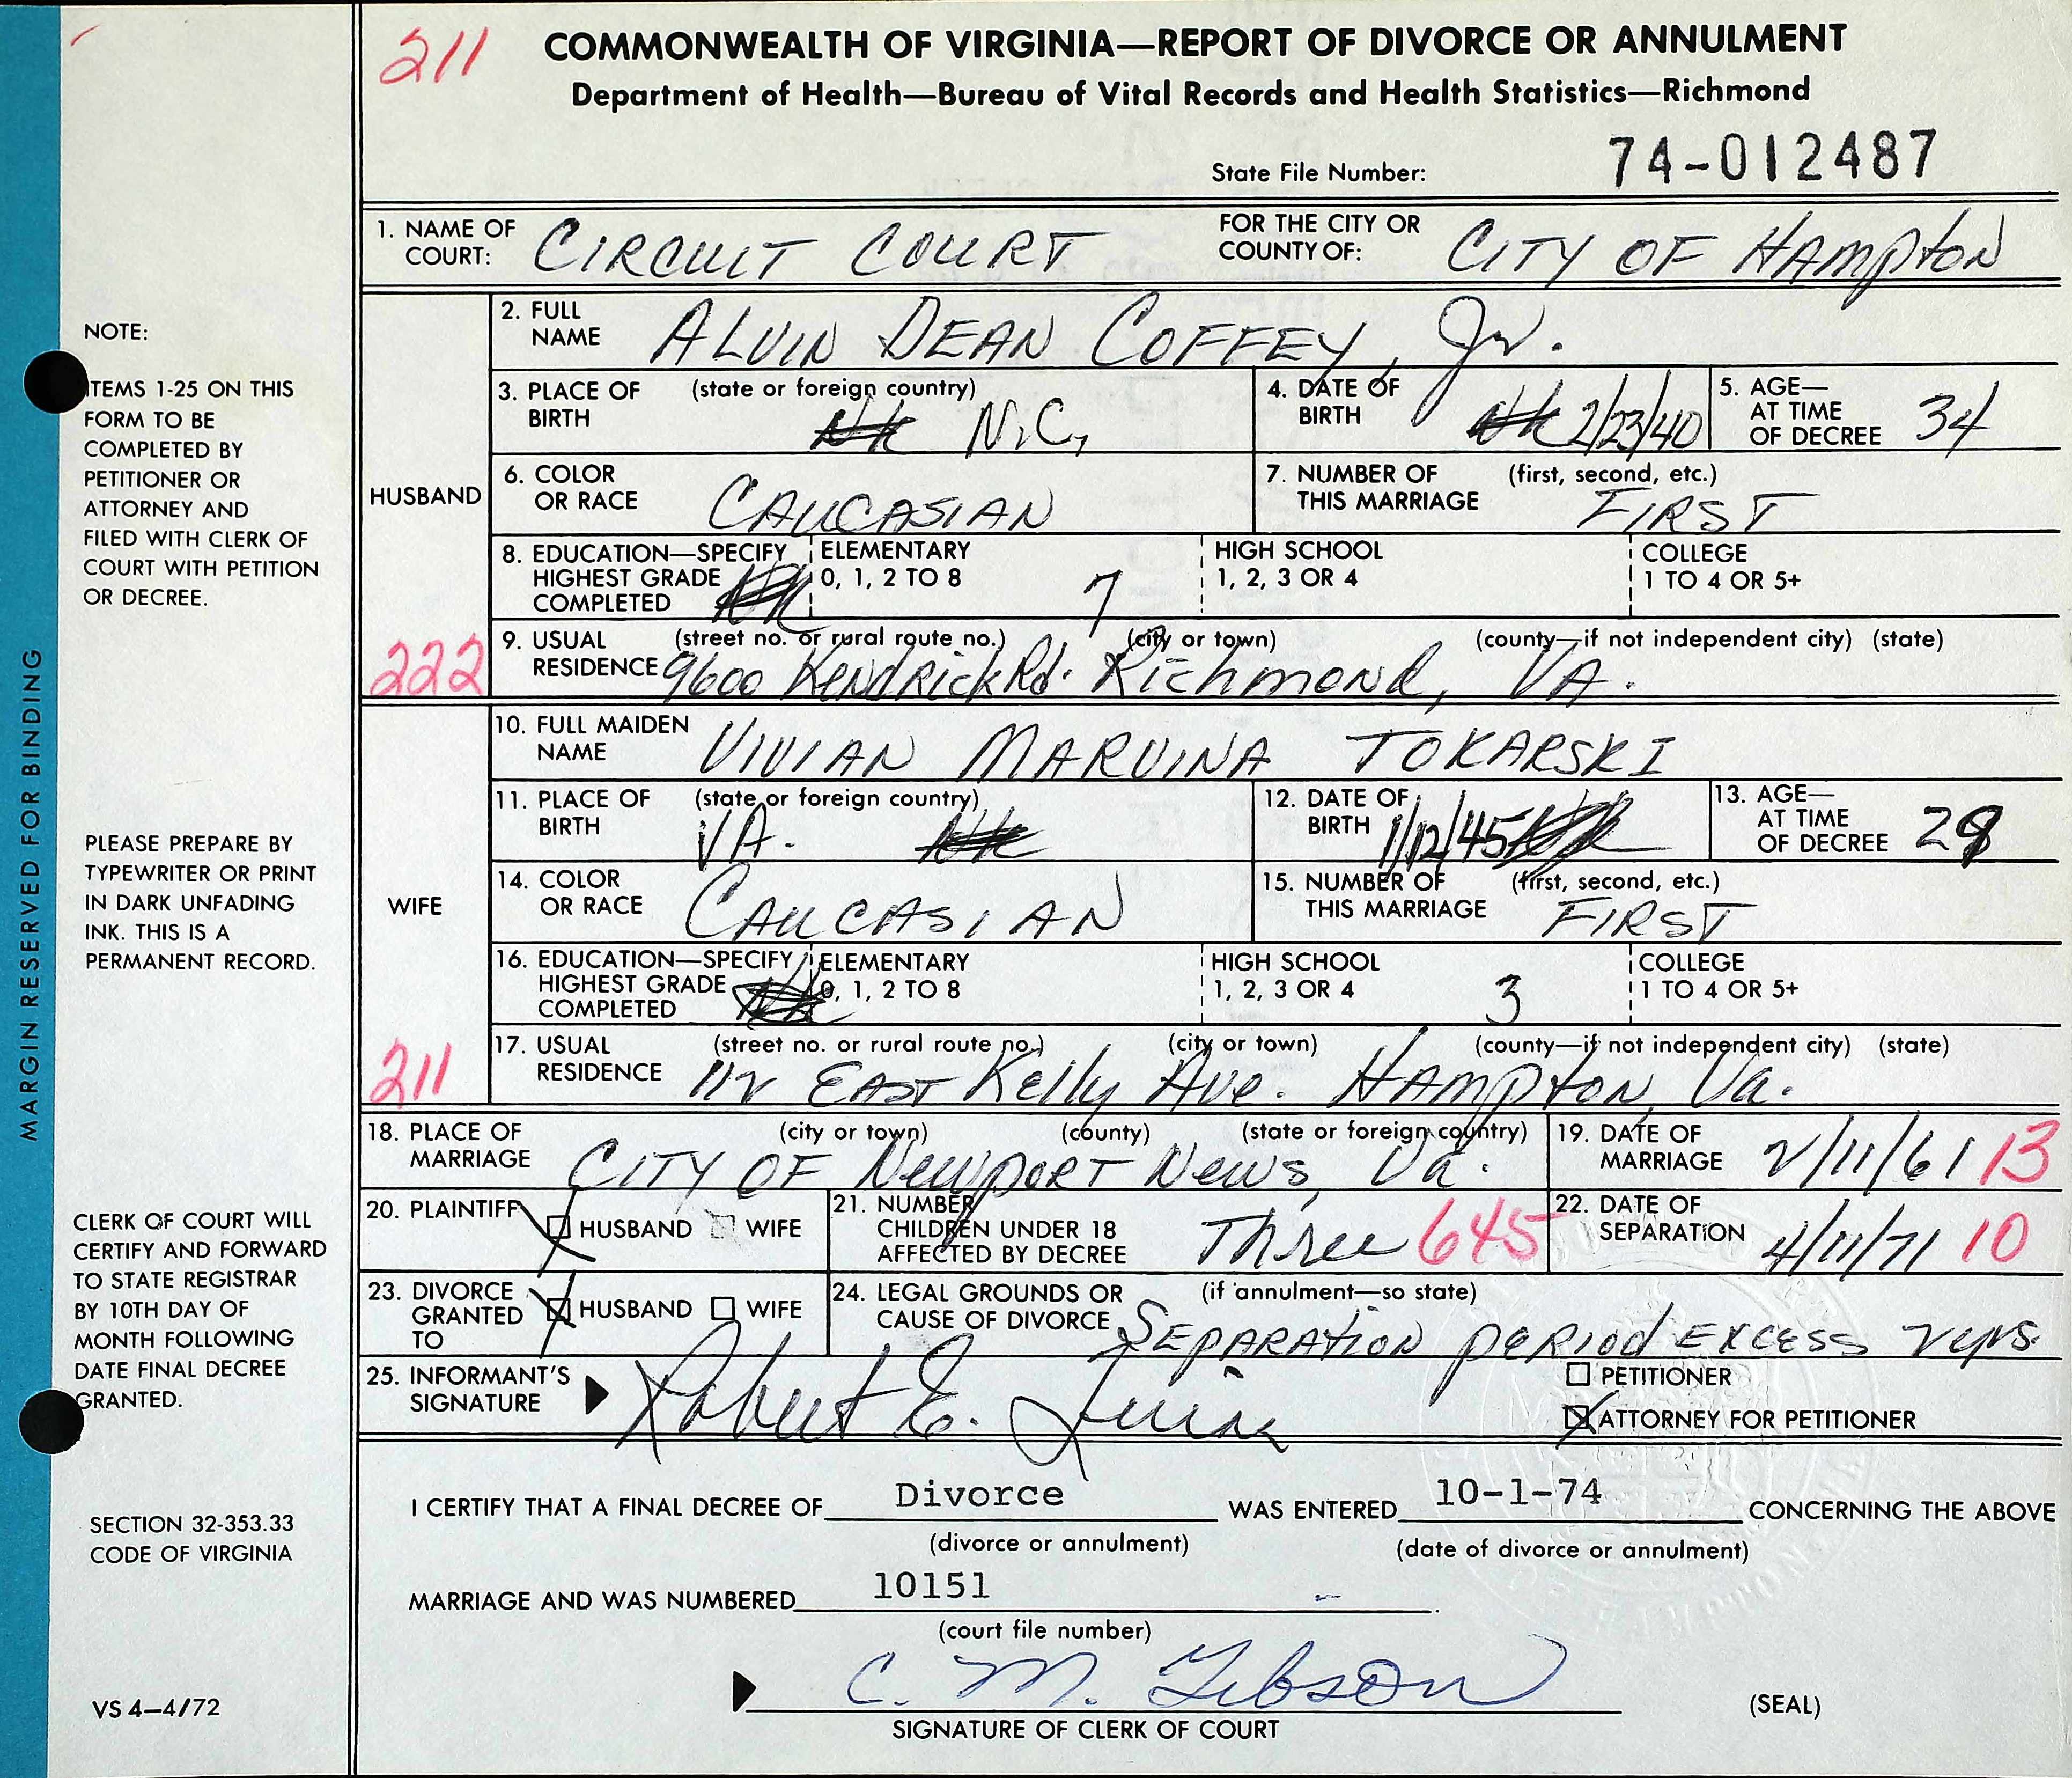 211
COMMONWEALTH OF VIRGINIA—REPORT OF DIVORCE OR ANNULMENT
Department of Health—Bureau of Vital Records and Health Statistics—Richmond
State File Number: 74-012487
1. NAME OF COURT: CIRCUIT COURT FOR THE CITY OR COUNTY OF: CITY OF HAMPTON
HUSBAND
2. FULL NAME ALVIN DEAN COFFEY, Jr.
3. PLACE OF BIRTH (state or foreign country) N.C,
4. DATE OF BIRTH 2/23/40
5. AGE—AT TIME OF DECREE 34
6. COLOR OR RACE CAUCASIAN
7. NUMBER OF THIS MARRIAGE (first, second, etc.) FIRST
8. EDUCATION—SPECIFY HIGHEST GRADE COMPLETED ELEMENTARY 0, 1, 2 TO 8 7 HIGH SCHOOL 1, 2, 3 OR 4 COLLEGE 1 TO 4 OR 5+
222
9. USUAL RESIDENCE (street no. or rural route no.) (city or town) (county—if not independent city) (state)
9600 Kendrick Rd. Richmond, VA.
WIFE
10. FULL MAIDEN NAME VIVIAN MARVINA TOKARSKI
11. PLACE OF BIRTH (state or foreign country) VA.
12. DATE OF BIRTH 1/12/45
13. AGE—AT TIME OF DECREE 29
14. COLOR OR RACE CAUCASIAN
15. NUMBER OF THIS MARRIAGE (first, second, etc.) FIRST
16. EDUCATION—SPECIFY HIGHEST GRADE COMPLETED ELEMENTARY 0, 1, 2 TO 8 HIGH SCHOOL 1, 2, 3 OR 4 3 COLLEGE 1 TO 4 OR 5+
211
17. USUAL RESIDENCE (street no. or rural route no.) (city or town) (county—if not independent city) (state)
112 EAST Kelly Ave. HAMPTON, Va.
18. PLACE OF MARRIAGE (city or town) (county) (state or foreign country)
CITY OF NEWPORT NEWS, Va.
19. DATE OF MARRIAGE 2/11/61 13
20. PLAINTIFF HUSBAND WIFE
21. NUMBER CHILDREN UNDER 18 AFFECTED BY DECREE Three 645
22. DATE OF SEPARATION 4/11/71 10
23. DIVORCE GRANTED TO HUSBAND WIFE
24. LEGAL GROUNDS OR CAUSE OF DIVORCE (if annulment—so state)
SEPARATION PERIOD EXCESS 2 yrs.
25. INFORMANT'S SIGNATURE Robert E.
PETITIONER
ATTORNEY FOR PETITIONER
I CERTIFY THAT A FINAL DECREE OF Divorce WAS ENTERED 10-1-74 CONCERNING THE ABOVE
(divorce or annulment) (date of divorce or annulment)
MARRIAGE AND WAS NUMBERED 10151.
(court file number)
C. M. Gibson
SIGNATURE OF CLERK OF COURT
(SEAL)
NOTE:
ITEMS 1-25 ON THIS
FORM TO BE
COMPLETED BY
PETITIONER OR
ATTORNEY AND
FILED WITH CLERK OF
COURT WITH PETITION
OR DECREE.
PLEASE PREPARE BY
TYPEWRITER OR PRINT
IN DARK UNFADING
INK. THIS IS A
PERMANENT RECORD.
CLERK OF COURT WILL
CERTIFY AND FORWARD
TO STATE REGISTRAR
BY 10TH DAY OF
MONTH FOLLOWING
DATE FINAL DECREE
GRANTED.
SECTION 32-353.33
CODE OF VIRGINIA
VS 4—4/72
MARGIN RESERVED FOR BINDING